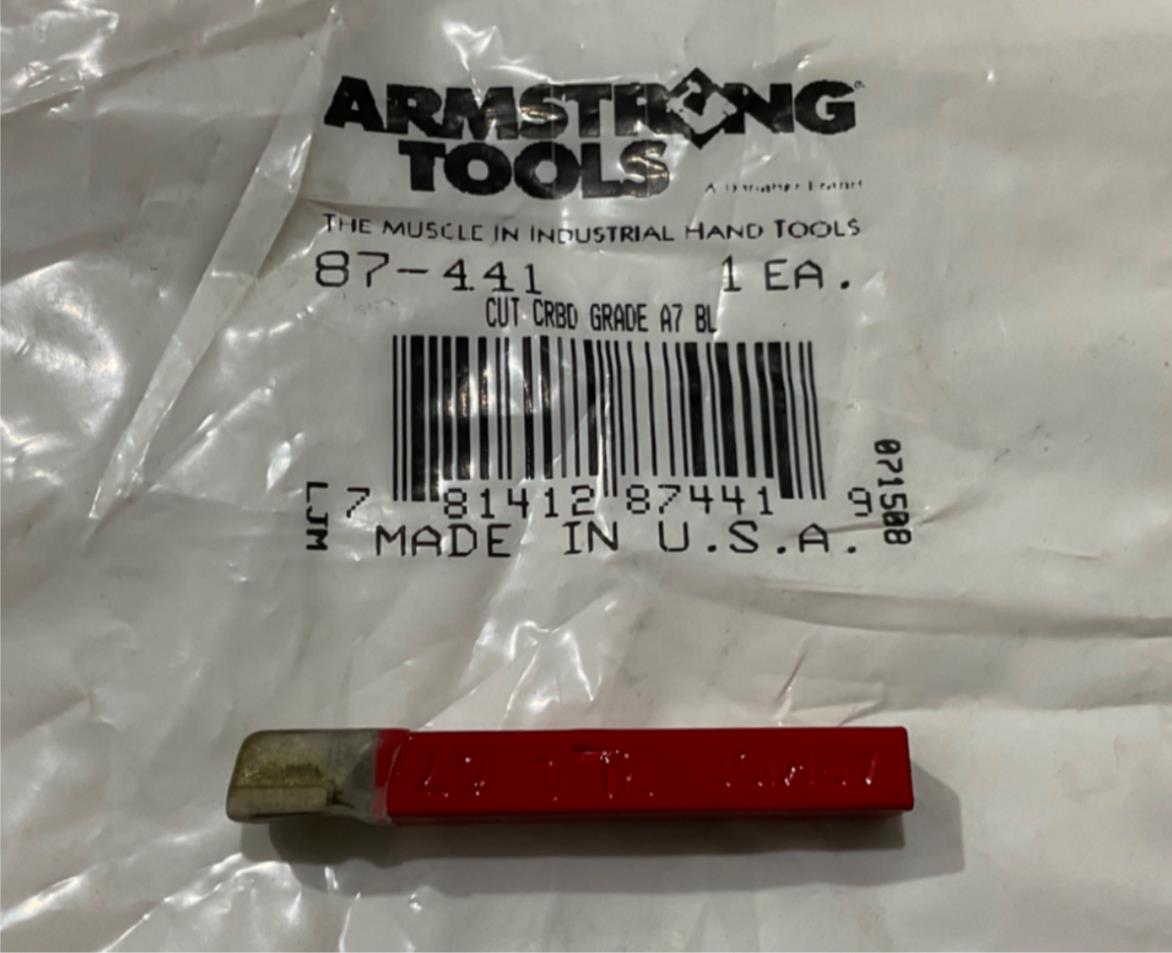 ARMSTRONG
TOOLS
THE MUSCLE IN INDUSTRIAL HAND TOOLS
87-441 1 EA.
CUT CRBD GRADE A7 BL
7 81412 87441 9
LJM
071508
MADE IN U.S.A.